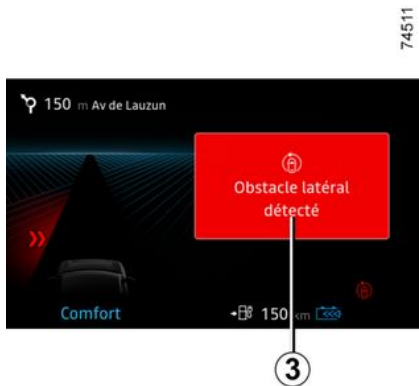 74511
150 m Av de Lauzun
Obstacle latéral
détecté
Comfort
150 km
3